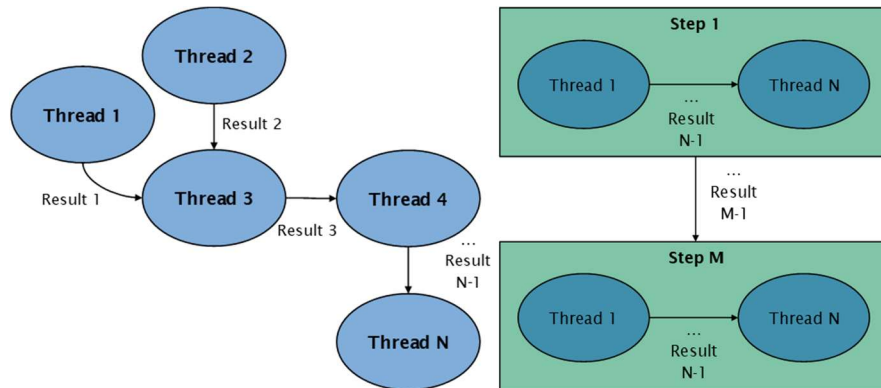 Thread 2
Thread 1
Result 2
Result 1
Thread 3
Result 3
Thread 4
...
Result
N-1
Thread N
Step 1
Thread 1
...
Result
N-1
Thread N
...
Result
M-1
Step M
Thread 1
...
Result
N-1
Thread N